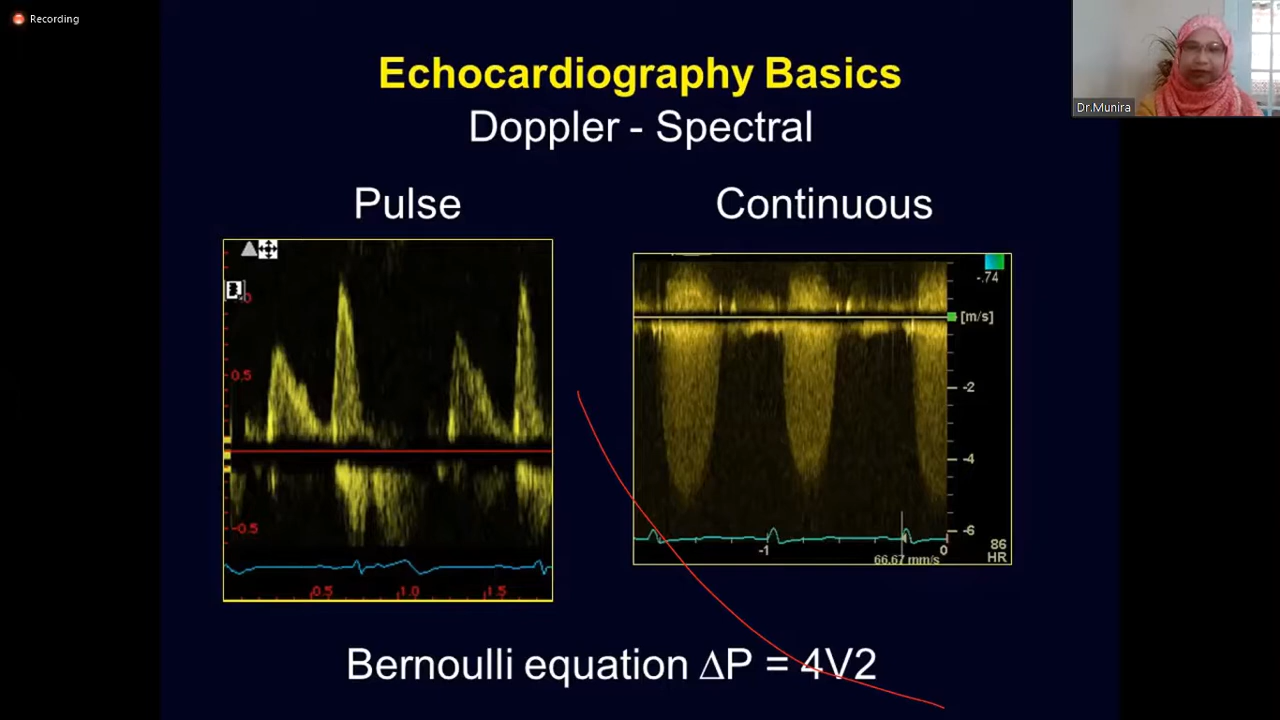 Recording
Echocardiography Basics
Doppler - Spectral
Dr.Munira
Pulse
Continuous
0.5
-0.5
0.5
1.0
1.5
-.74
[m/s]
-2
-4
-6
-1
0
66.67 mm/s
86
HR
Bernoulli equation ∆P = 4V2